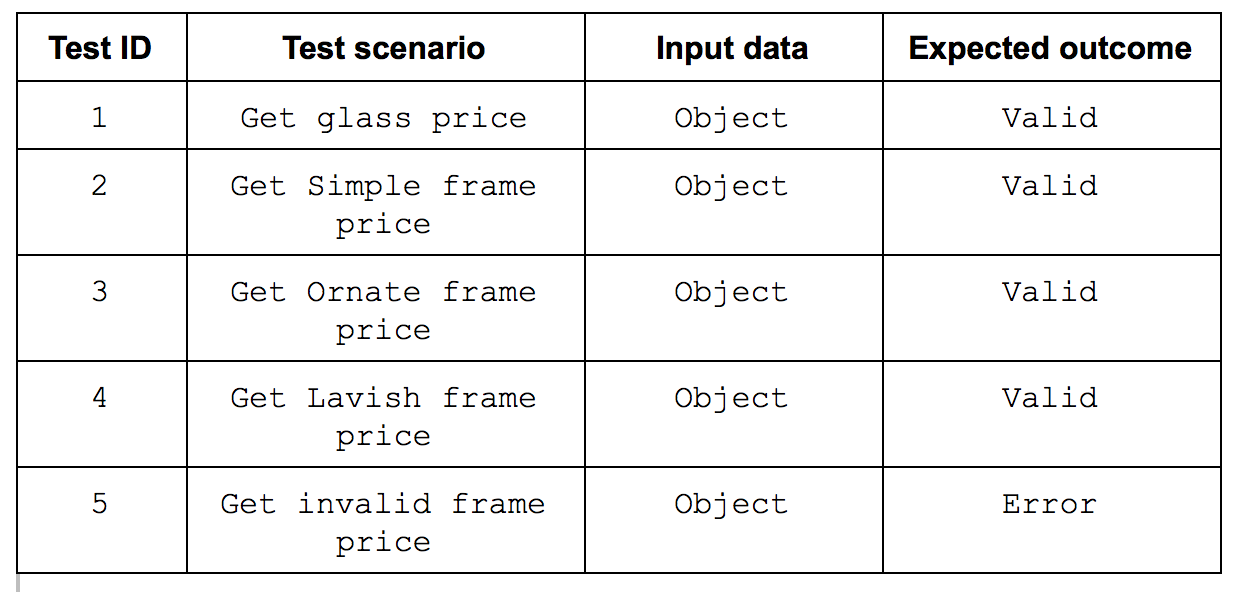 Test ID Test scenario Input data Expected outcome
1 Get glass price Object Valid
2 Get Simple frame Object Valid
price
3 Get Ornate frame Object Valid
price
4 Get Lavish frame Object Valid
price
5 Get invalid frame Object Error
price